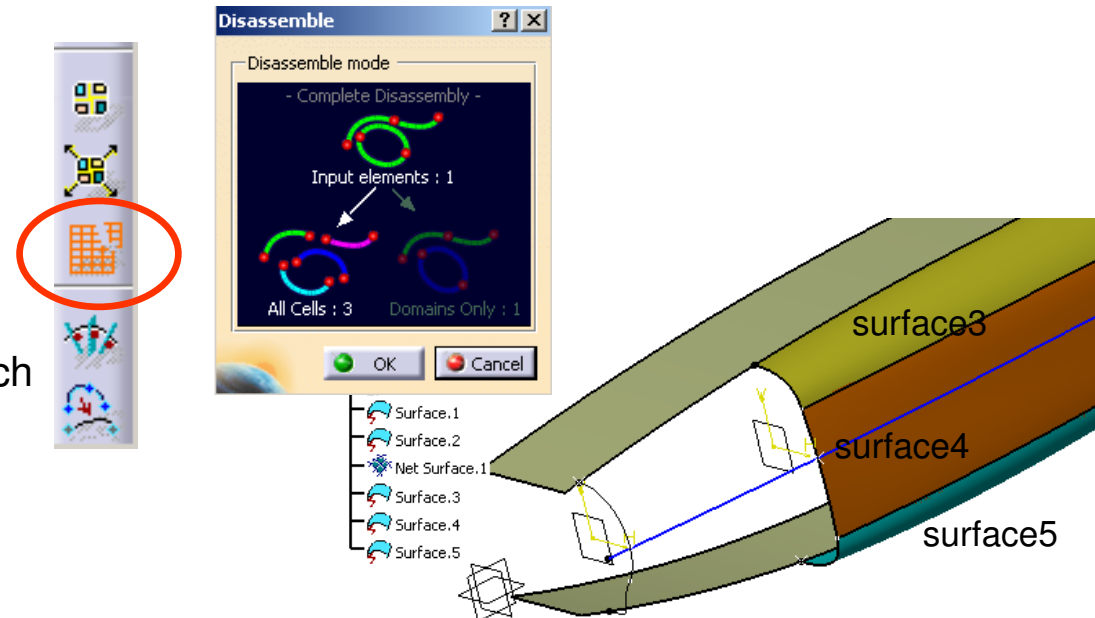 Disassemble
Disassemble mode
- Complete Disassembly -
Input elements : 1
All Cells : 3
Domains Only : 1
OK
Cancel
ch
Surface.1
Surface.2
Net Surface.1
Surface.3
Surface.4
Surface.5
surface3
surface4
surface5
V
H
H